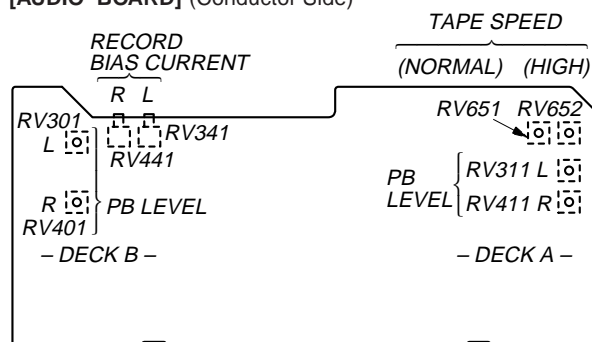 [AUDIO BOARD] (Conductor Side)
TAPE SPEED
(NORMAL) (HIGH)
RECORD
BIAS CURRENT
R L
RV301
L
RV341
RV441
R
RV401
PB LEVEL
– DECK B –
RV651 RV652
PB
LEVEL
RV311 L
RV411 R
– DECK A –